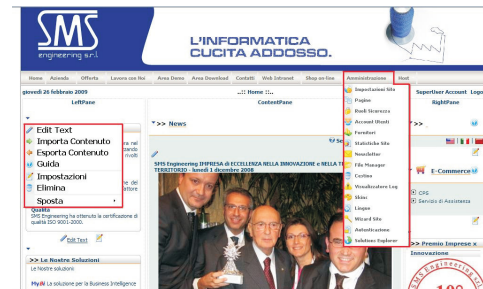 SMS
engineering s.r.l.
L'INFORMATICA
CUCITA ADDOSSO.
Home Azienda Offerta Lavora con Noi Area Demo Area Download Contatti Web Intranet Shop on-line Amministrazione Host
giovedì 26 febbraio 2009
..:: Home ::..
SuperUser Account Logo
LeftPane
ContentPane
RightPane
Edit Text
Importa Contenuto
Esporta Contenuto
Guida
Impostazioni
Elimina
Sposta
Impostazioni Sito
Pagine
Ruoli Sicurezza
Account Utenti
Fornitori
Statistiche Sito
Newsletter
File Manager
Cestino
Visualizzatore Log
Skins
Lingue
Wizard Site
Autenticazione
Solutions Explorer
>> News
SMS Engineering IMPRESA di ECCELLENZA NELLA INNOVAZIONE e NELLA
TERRITORIO - lunedì 1 dicembre 2008
Qualità
SMS Engineering ha ottenuto la certificazione di
qualità ISO 9001-2000.
Edit Text
>> Le Nostre Soluzioni
Le Nostre soluzioni
MyDI La soluzione per la Business Intelligence
>>
E-Commerce
CPS
Servizio di Assistenza
>> Premio Imprese x
Innovazione
Engineering